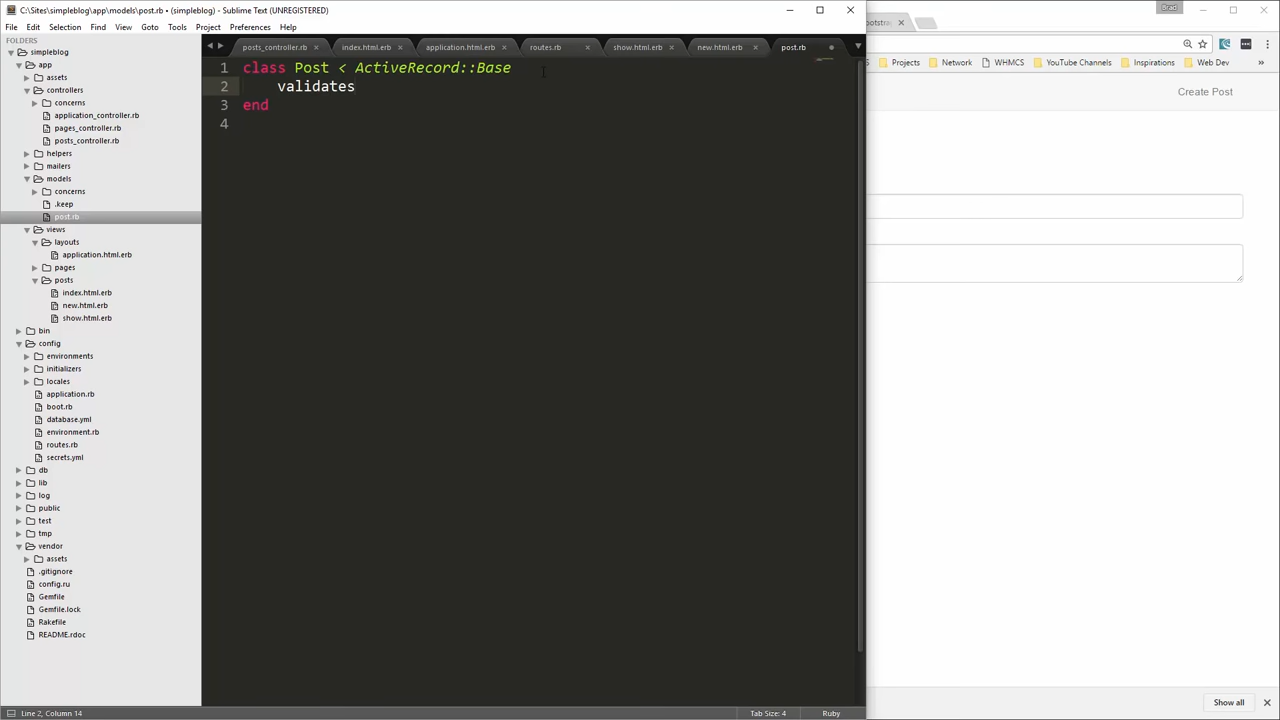 C:\Sites\simpleblog\app\models\post.rb • (simpleblog) - Sublime Text (UNREGISTERED)
Brad
File Edit Selection Find View Goto Tools Project Preferences Help
FOLDERS
simpleblog
app
assets
controllers
concerns
application_controller.rb
pages_controller.rb
posts_controller.rb
helpers
mailers
models
concerns
.keep
post.rb
views
layouts
application.html.erb
pages
posts
index.html.erb
new.html.erb
show.html.erb
bin
config
environments
initializers
locales
application.rb
boot.rb
database.yml
environment.rb
routes.rb
secrets.yml
db
lib
log
public
test
tmp
vendor
assets
.gitignore
config.ru
Gemfile
Gemfile.lock
Rakefile
README.rdoc
posts_controller.rb index.html.erb application.html.erb routes.rb show.html.erb new.html.erb post.rb
1 class Post < ActiveRecord::Base
2 validates
3 end
4
Line 2, Column 14 Tab Size: 4 Ruby
ootstro
Projects Network WHMCS YouTube Channels Inspirations Web Dev »
Create Post
Show all